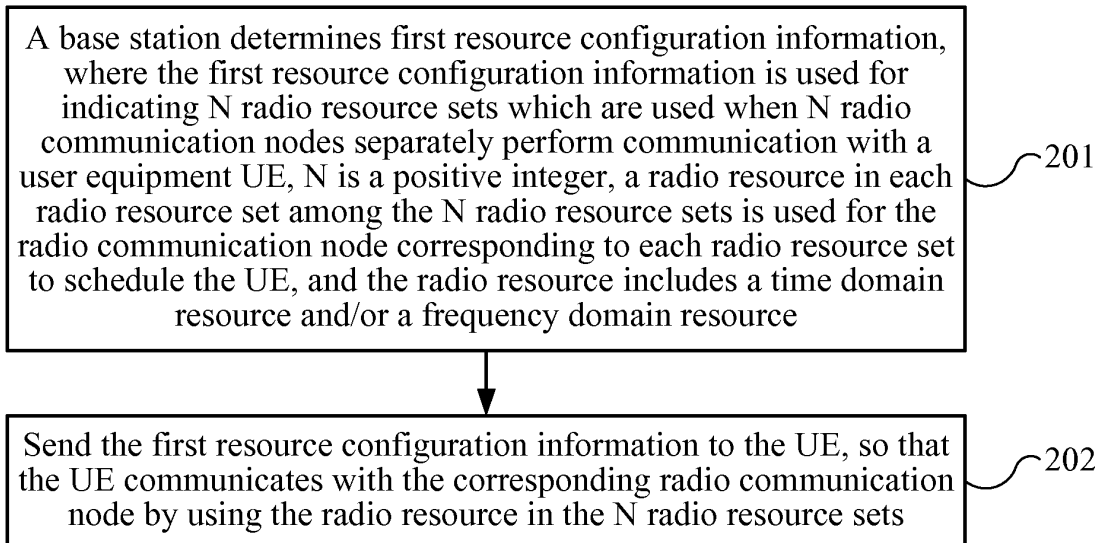 A base station determines first resource configuration information,
where the first resource configuration information is used for
indicating N radio resource sets which are used when N radio
communication nodes separately perform communication with a
user equipment UE, N is a positive integer, a radio resource in each
radio resource set among the N radio resource sets is used for the
radio communication node corresponding to each radio resource set
to schedule the UE, and the radio resource includes a time domain
resource and/or a frequency domain resource
201
Send the first resource configuration information to the UE, so that
the UE communicates with the corresponding radio communication
node by using the radio resource in the N radio resource sets
202